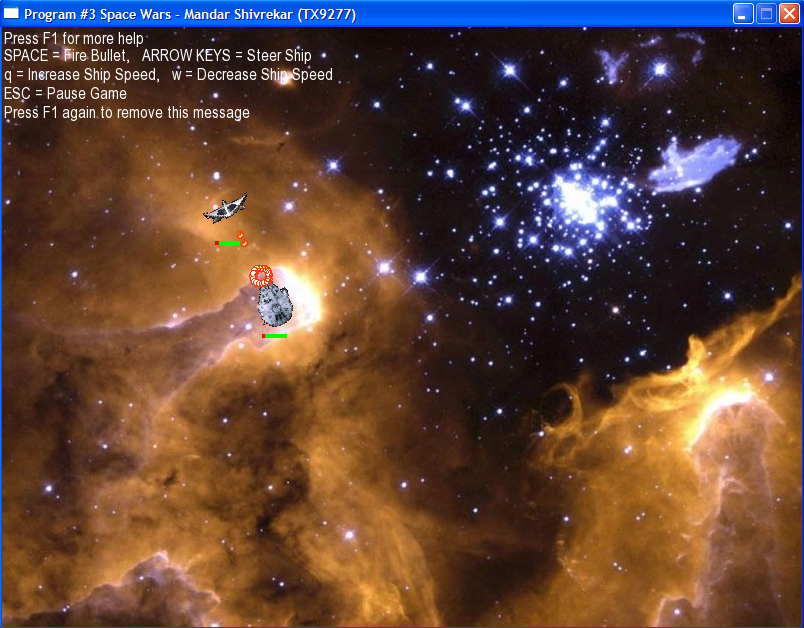 Program #3 Space Wars - Mandar Shivrekar (TX9277)
Press F1 for more help
SPACE = Fire Bullet,   ARROW KEYS = Steer Ship
q = Increase Ship Speed,   w = Decrease Ship Speed
ESC = Pause Game
Press F1 again to remove this message